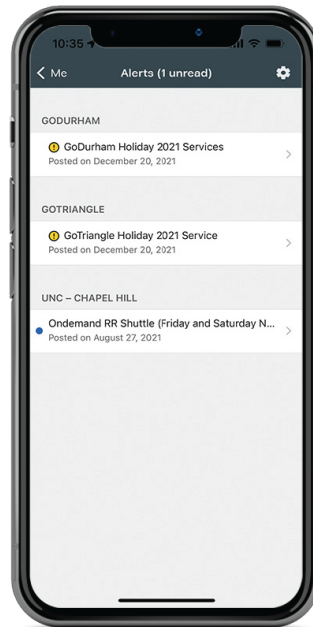 10:35
Me
Alerts (1 unread)
GODURHAM
GoDurham Holiday 2021 Services
Posted on December 20, 2021
GOTRIANGLE
GoTriangle Holiday 2021 Service
Posted on December 20, 2021
UNC – CHAPEL HILL
Ondemand RR Shuttle (Friday and Saturday N...
Posted on August 27, 2021